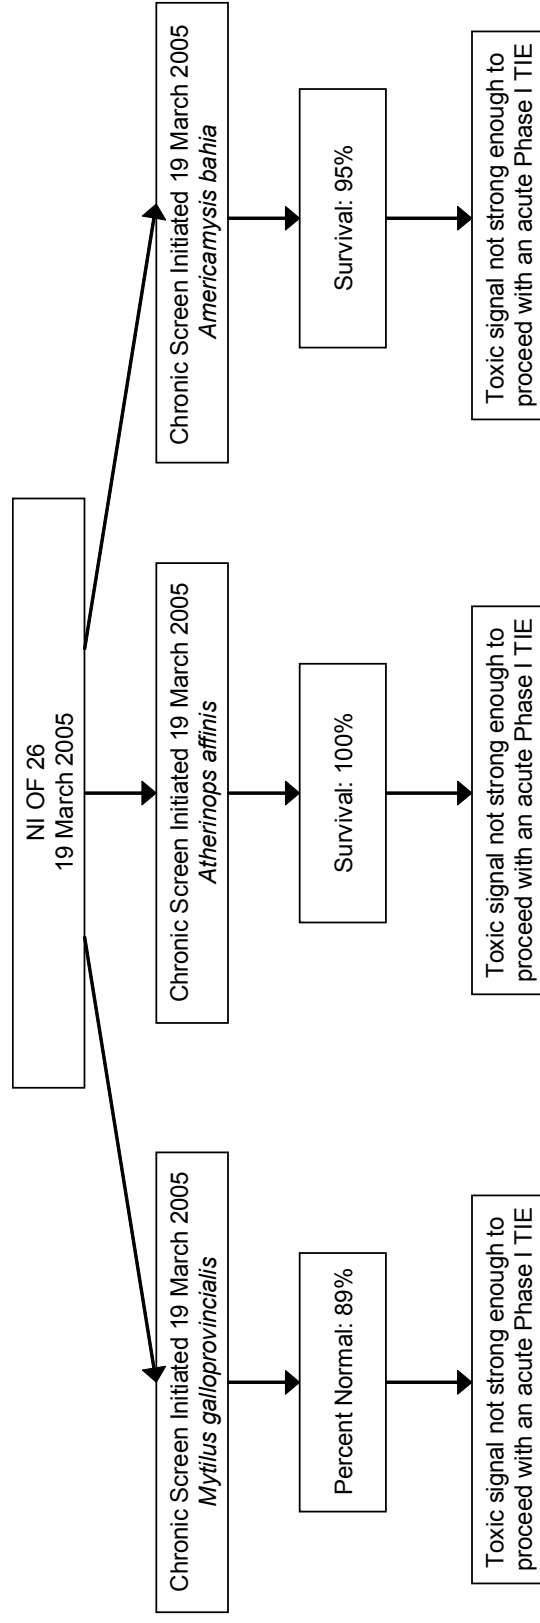 NI OF 26
19 March 2005
Chronic Screen Initiated 19 March 2005
Mytilus galloprovincialis
Chronic Screen Initiated 19 March 2005
Atherinops affinis
Chronic Screen Initiated 19 March 2005
Americamysis bahia
Percent Normal: 89%
Survival: 100%
Survival: 95%
Toxic signal not strong enough to
proceed with an acute Phase I TIE
Toxic signal not strong enough to
proceed with an acute Phase I TIE
Toxic signal not strong enough to
proceed with an acute Phase I TIE